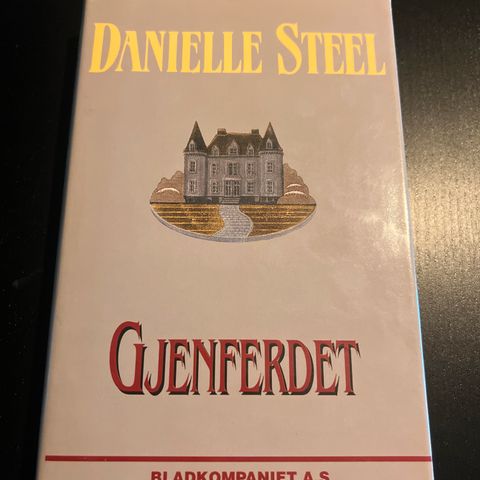 DANIELLE STEEL
GJENFERDET
BLADKOMPANIET A.S